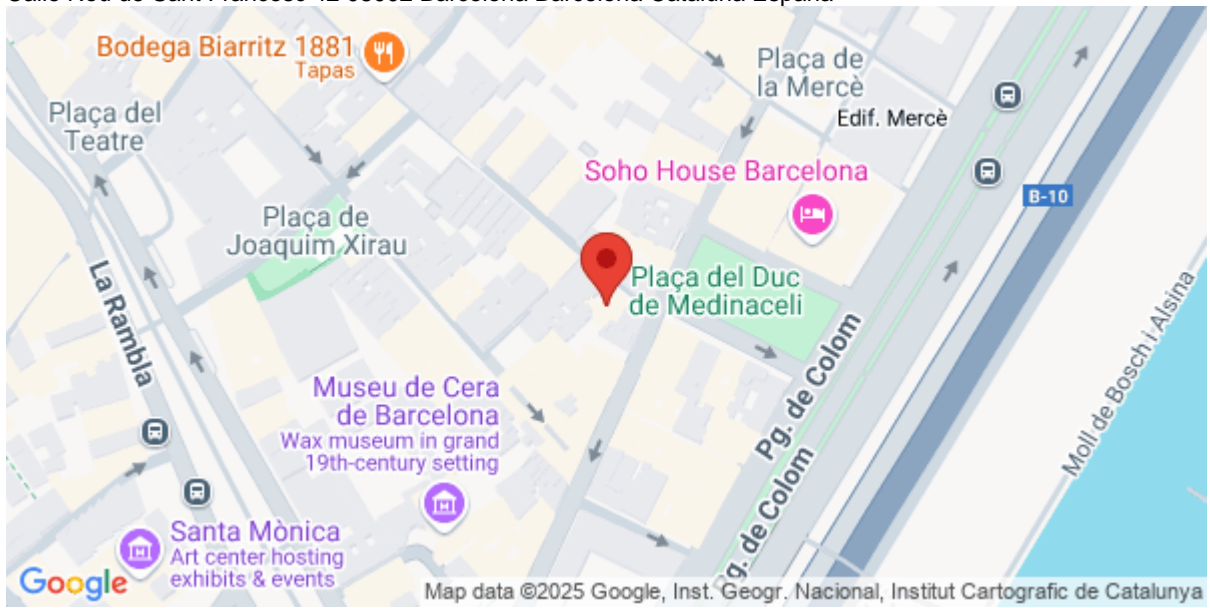 Bodega Biarritz 1881
Tapas
Plaça del
Teatre
Plaça de
la Mercè
Edif. Mercè
Soho House Barcelona
B-10
Plaça de
Joaquim Xirau
Plaça del Duc
de Medinaceli
La Rambla
Museu de Cera
de Barcelona
Wax museum in grand
19th-century setting
Pg. de Colom
Pg. de Colom
Moll de Bosch i Alsina
Santa Mònica
Art center hosting
exhibits & events
Google
Map data ©2025 Google, Inst. Geogr. Nacional, Institut Cartografic de Catalunya